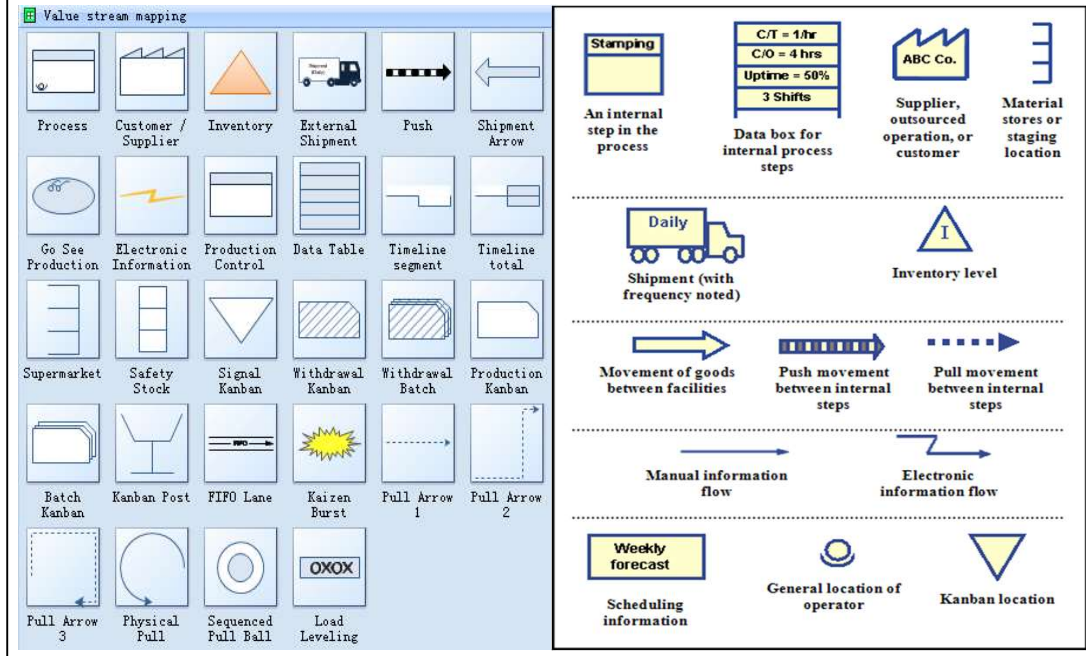 Value stream mapping
Process
Customer /
Supplier
Inventory
External
Shipment
Push
Shipment
Arrow
Go See
Production
Electronic
Information
Production
Control
Data Table
Timeline
segment
Timeline
total
Supermarket
Safety
Stock
Signal
Kanban
Withdrawal
Kanban
Withdrawal
Batch
Production
Kanban
Batch
Kanban
Kanban Post
FIFO
FIFO Lane
Kaizen
Burst
Pull Arrow
1
Pull Arrow
2
Pull Arrow
3
Physical
Pull
Sequenced
Pull Ball
OXOX
Load
Leveling
Stamping
An internal
step in the
process
C/T = 1/hr
C/O = 4 hrs
Uptime = 50%
3 Shifts
Data box for
internal process
steps
ABC Co.
Supplier,
outsourced
operation, or
customer
Material
stores or
staging
location
Daily
Shipment (with
frequency noted)
I
Inventory level
Movement of goods
between facilities
Push movement
between internal
steps
Pull movement
between internal
steps
Manual information
flow
Electronic
information flow
Weekly
forecast
Scheduling
information
General location of
operator
Kanban location